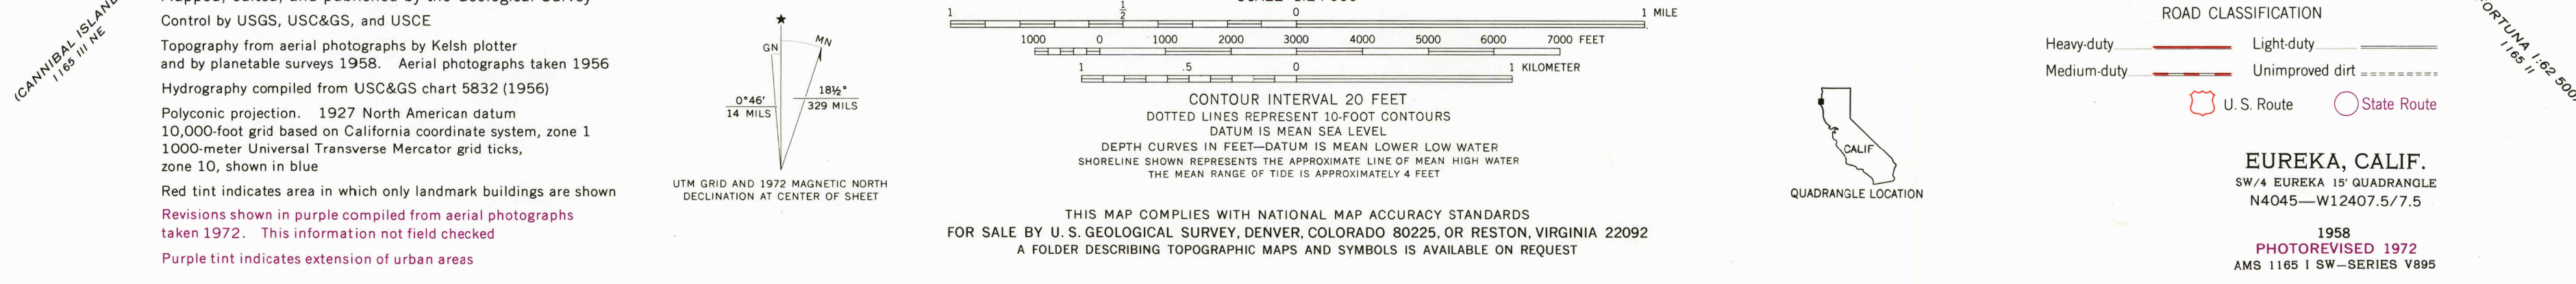 (CANNIBAL ISLAND
1165 III NE
Mapped, edited, and published by the Geological Survey
Control by USGS, USC&GS, and USCE
Topography from aerial photographs by Kelsh plotter
and by planetable surveys 1958. Aerial photographs taken 1956
Hydrography compiled from USC&GS chart 5832 (1956)
Polyconic projection. 1927 North American datum
10,000-foot grid based on California coordinate system, zone 1
1000-meter Universal Transverse Mercator grid ticks,
zone 10, shown in blue
Red tint indicates area in which only landmark buildings are shown
Revisions shown in purple compiled from aerial photographs
taken 1972. This information not field checked
Purple tint indicates extension of urban areas
GN
MN
0°46′
14 MILS
18½°
329 MILS
UTM GRID AND 1972 MAGNETIC NORTH
DECLINATION AT CENTER OF SHEET
1 ½ 0 1 MILE
1000 0 1000 2000 3000 4000 5000 6000 7000 FEET
1 .5 0 1 KILOMETER
CONTOUR INTERVAL 20 FEET
DOTTED LINES REPRESENT 10-FOOT CONTOURS
DATUM IS MEAN SEA LEVEL
DEPTH CURVES IN FEET—DATUM IS MEAN LOWER LOW WATER
SHORELINE SHOWN REPRESENTS THE APPROXIMATE LINE OF MEAN HIGH WATER
THE MEAN RANGE OF TIDE IS APPROXIMATELY 4 FEET
THIS MAP COMPLIES WITH NATIONAL MAP ACCURACY STANDARDS
FOR SALE BY U. S. GEOLOGICAL SURVEY, DENVER, COLORADO 80225, OR RESTON, VIRGINIA 22092
A FOLDER DESCRIBING TOPOGRAPHIC MAPS AND SYMBOLS IS AVAILABLE ON REQUEST
CALIF
QUADRANGLE LOCATION
ROAD CLASSIFICATION
Heavy-duty Light-duty
Medium-duty Unimproved dirt
U. S. Route State Route
FORTUNA 1:62 500)
1165 II
EUREKA, CALIF.
SW/4 EUREKA 15′ QUADRANGLE
N4045—W12407.5/7.5
1958
PHOTOREVISED 1972
AMS 1165 I SW—SERIES V895